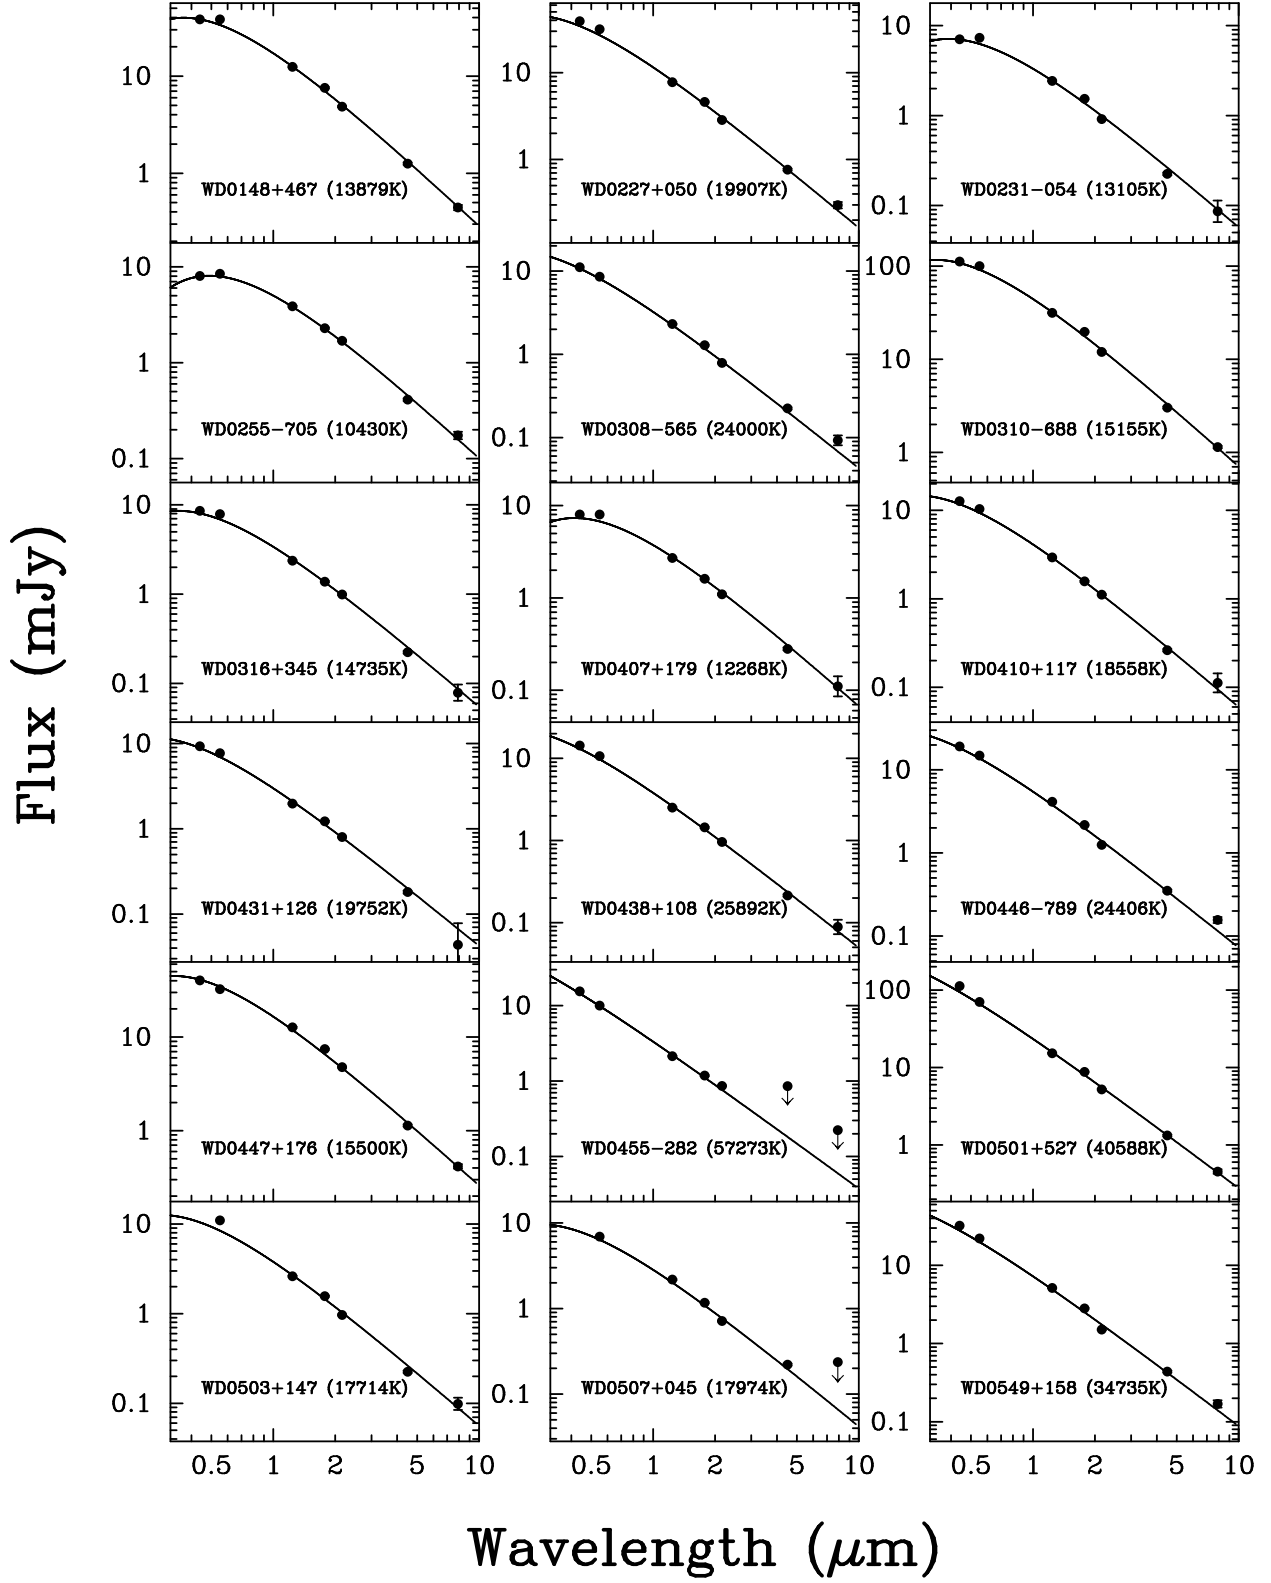 10
1
WD0148+467 (13879K)
10
1
WD0227+050 (19907K)
10
1
0.1
WD0231-054 (13105K)
10
1
0.1
WD0255-705 (10430K)
10
1
0.1
WD0308-565 (24000K)
100
10
1
WD0310-688 (15155K)
10
1
0.1
WD0316+345 (14735K)
10
1
0.1
WD0407+179 (12268K)
10
1
0.1
WD0410+117 (18558K)
10
1
0.1
WD0431+126 (19752K)
10
1
0.1
WD0438+108 (25892K)
10
1
0.1
WD0446-789 (24406K)
10
1
WD0447+176 (15500K)
10
1
0.1
WD0455-282 (57273K)
100
10
1
WD0501+527 (40588K)
10
1
0.1
WD0503+147 (17714K)
10
1
0.1
WD0507+045 (17974K)
10
1
0.1
WD0549+158 (34735K)
0.5 1 2 5 10
0.5 1 2 5 10
0.5 1 2 5 10
Flux (mJy)
Wavelength (μm)